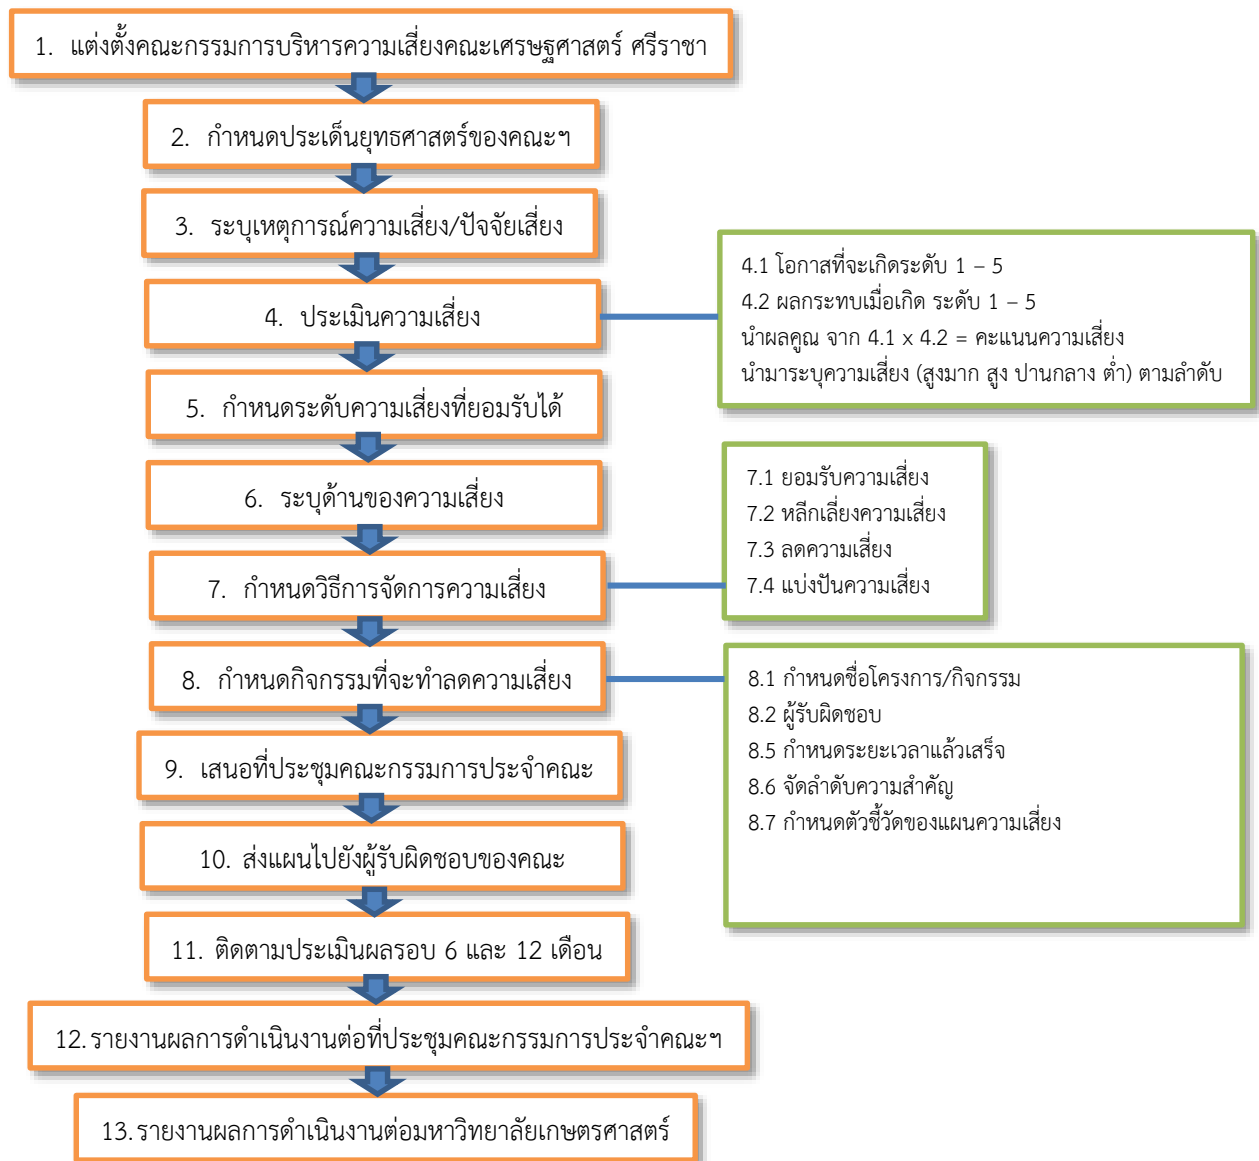 1. แต่งตั้งคณะกรรมการบริหารความเสี่ยงคณะเศรษฐศาสตร์ ศรีราชา
2. กำหนดประเด็นยุทธศาสตร์ของคณะฯ
3. ระบุเหตุการณ์ความเสี่ยง/ปัจจัยเสี่ยง
4. ประเมินความเสี่ยง
4.1 โอกาสที่จะเกิดระดับ 1 – 5
4.2 ผลกระทบเมื่อเกิด ระดับ 1 – 5
นำผลคูณ จาก 4.1 x 4.2 = คะแนนความเสี่ยง
นำมาระบุความเสี่ยง (สูงมาก สูง ปานกลาง ต่ำ) ตามลำดับ
5. กำหนดระดับความเสี่ยงที่ยอมรับได้
6. ระบุด้านของความเสี่ยง
7. กำหนดวิธีการจัดการความเสี่ยง
7.1 ยอมรับความเสี่ยง
7.2 หลีกเลี่ยงความเสี่ยง
7.3 ลดความเสี่ยง
7.4 แบ่งปันความเสี่ยง
8. กำหนดกิจกรรมที่จะทำลดความเสี่ยง
8.1 กำหนดชื่อโครงการ/กิจกรรม
8.2 ผู้รับผิดชอบ
8.5 กำหนดระยะเวลาแล้วเสร็จ
8.6 จัดลำดับความสำคัญ
8.7 กำหนดตัวชี้วัดของแผนความเสี่ยง
9. เสนอที่ประชุมคณะกรรมการประจำคณะ
10. ส่งแผนไปยังผู้รับผิดชอบของคณะ
11. ติดตามประเมินผลรอบ 6 และ 12 เดือน
12. รายงานผลการดำเนินงานต่อที่ประชุมคณะกรรมการประจำคณะฯ
13. รายงานผลการดำเนินงานต่อมหาวิทยาลัยเกษตรศาสตร์